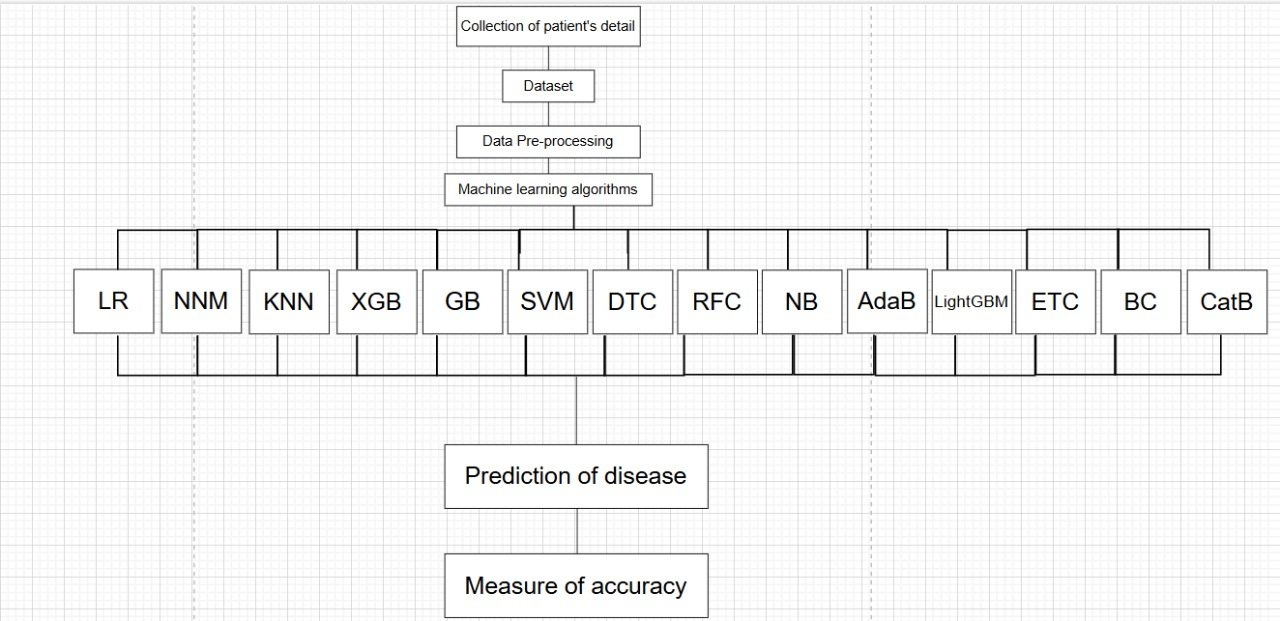 Collection of patient's detail
Dataset
Data Pre-processing
Machine learning algorithms
LR
NNM
KNN
XGB
GB
SVM
DTC
RFC
NB
AdaB
LightGBM
ETC
BC
CatB
Prediction of disease
Measure of accuracy